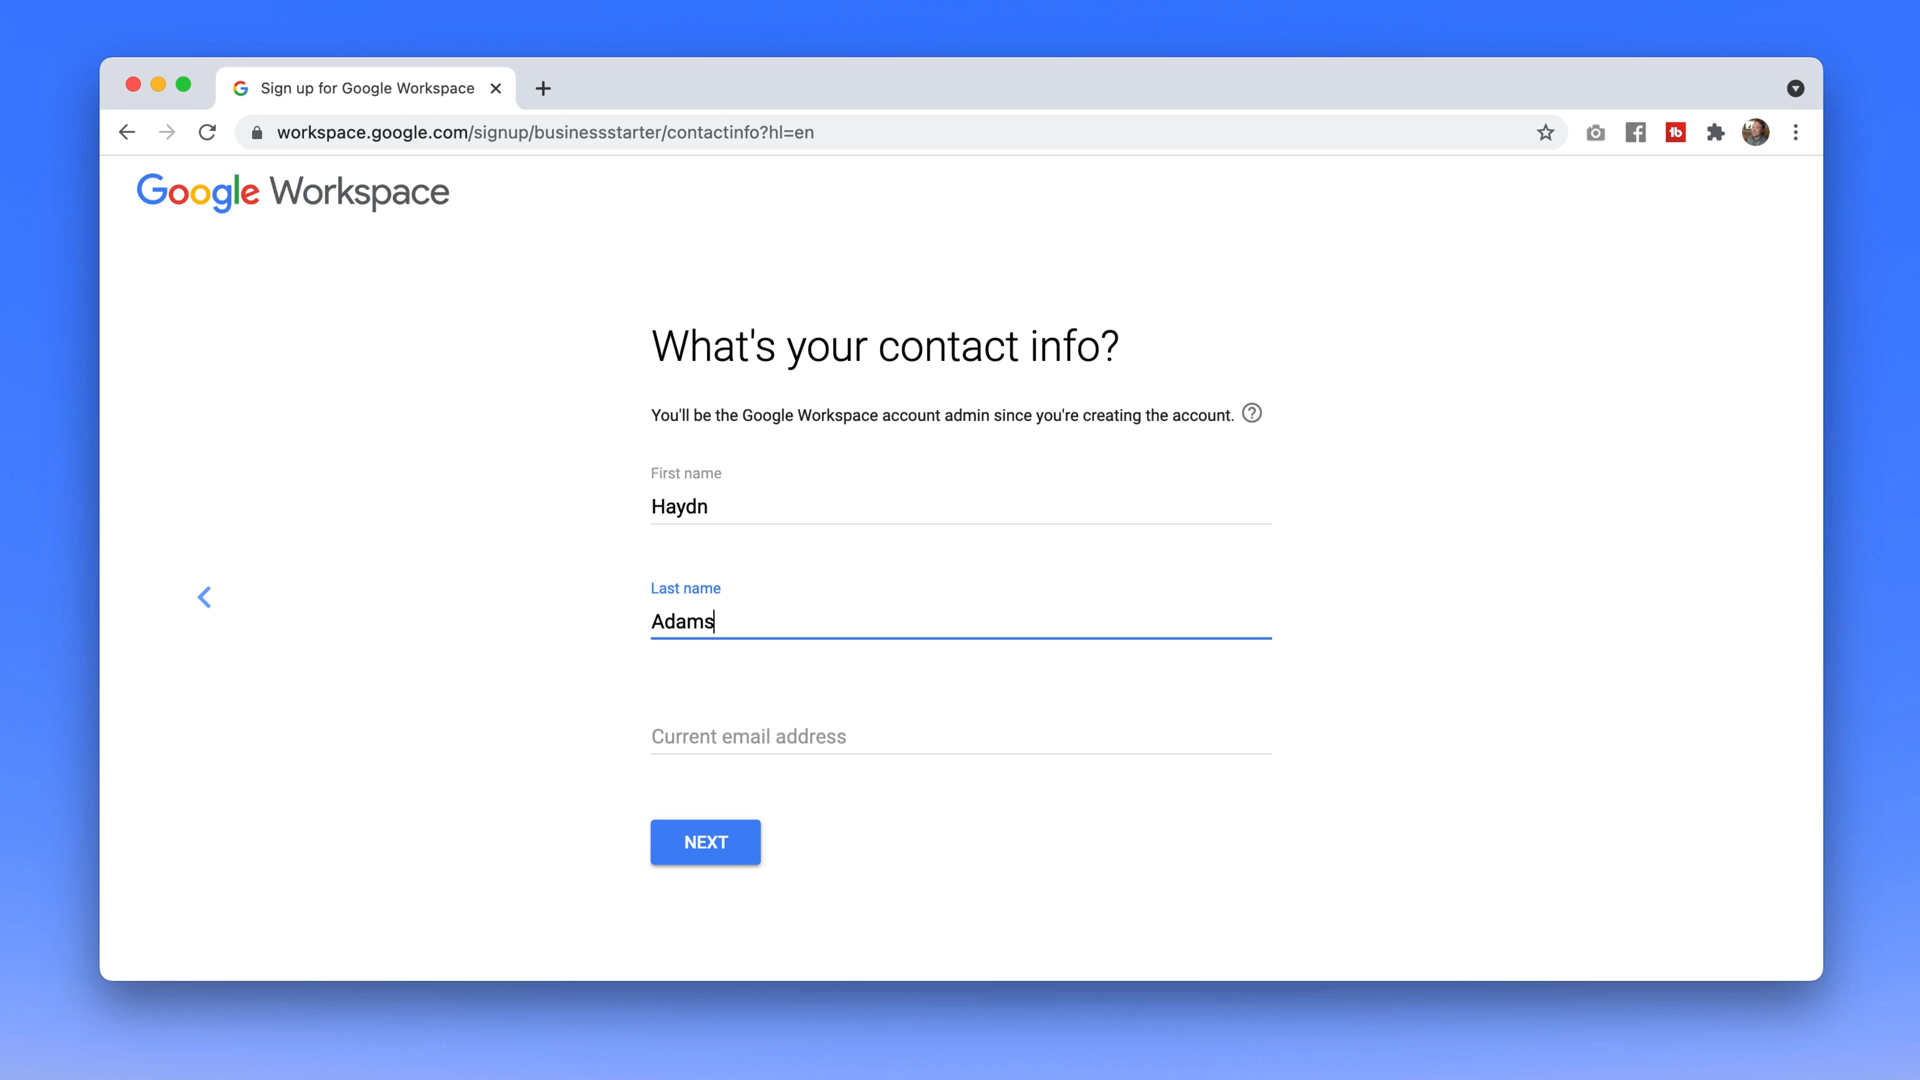 Sign up for Google Workspace
workspace.google.com/signup/businessstarter/contactinfo?hl=en
tb
Google Workspace
What's your contact info?
You'll be the Google Workspace account admin since you're creating the account. ?
First name
Haydn
Last name
Adams
Current email address
NEXT